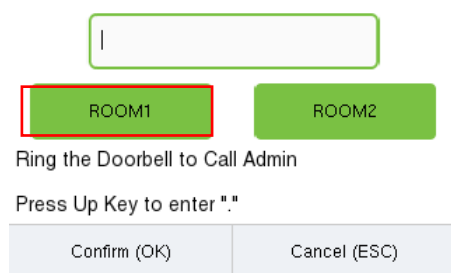 ROOM1 ROOM2
Ring the Doorbell to Call Admin
Press Up Key to enter "."
Confirm (OK) Cancel (ESC)